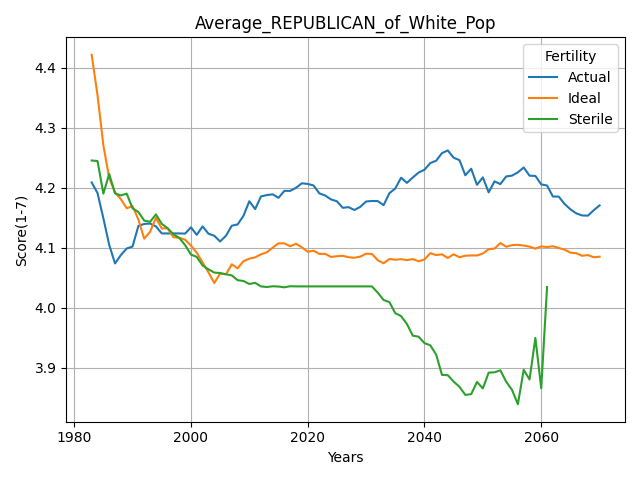 Average_REPUBLICAN_of_White_Pop
Fertility
Actual
Ideal
Sterile
Score(1-7)
4.4
4.3
4.2
4.1
4.0
3.9
1980
2000
2020
2040
2060
Years